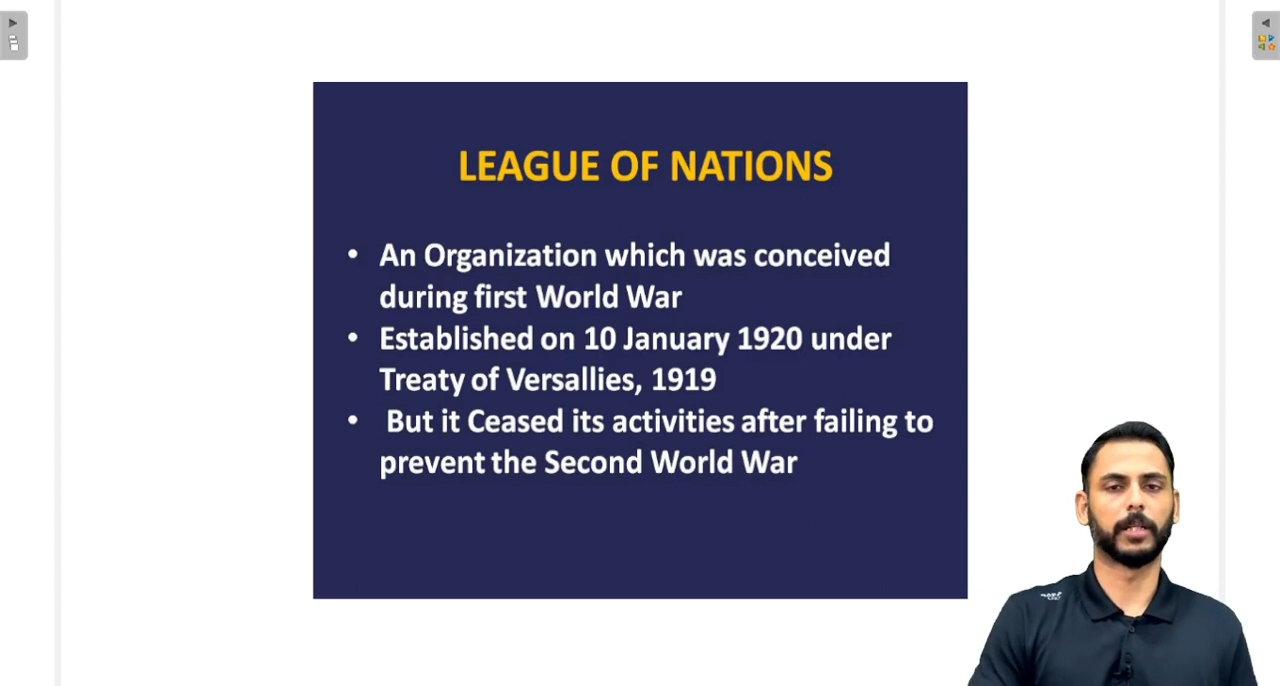 LEAGUE OF NATIONS
• An Organization which was conceived
during first World War
• Established on 10 January 1920 under
Treaty of Versallies, 1919
• But it Ceased its activities after failing to
prevent the Second World War